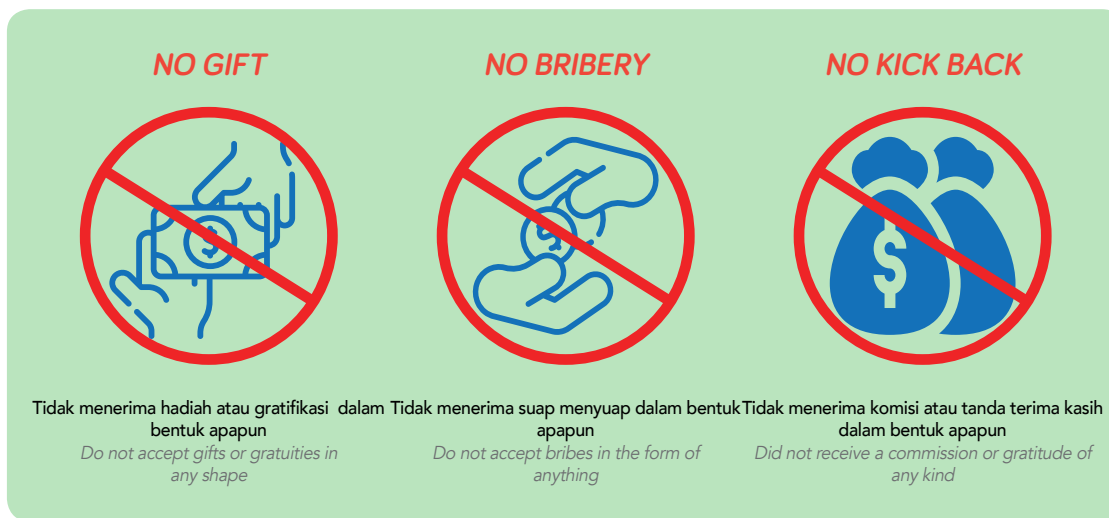 NO GIFT
NO BRIBERY
NO KICK BACK
$
$
$
Tidak menerima hadiah atau gratifikasi dalam
bentuk apapun
Do not accept gifts or gratuities in
any shape
Tidak menerima suap menyuap dalam bentuk
apapun
Do not accept bribes in the form of
anything
Tidak menerima komisi atau tanda terima kasih
dalam bentuk apapun
Did not receive a commission or gratitude of
any kind